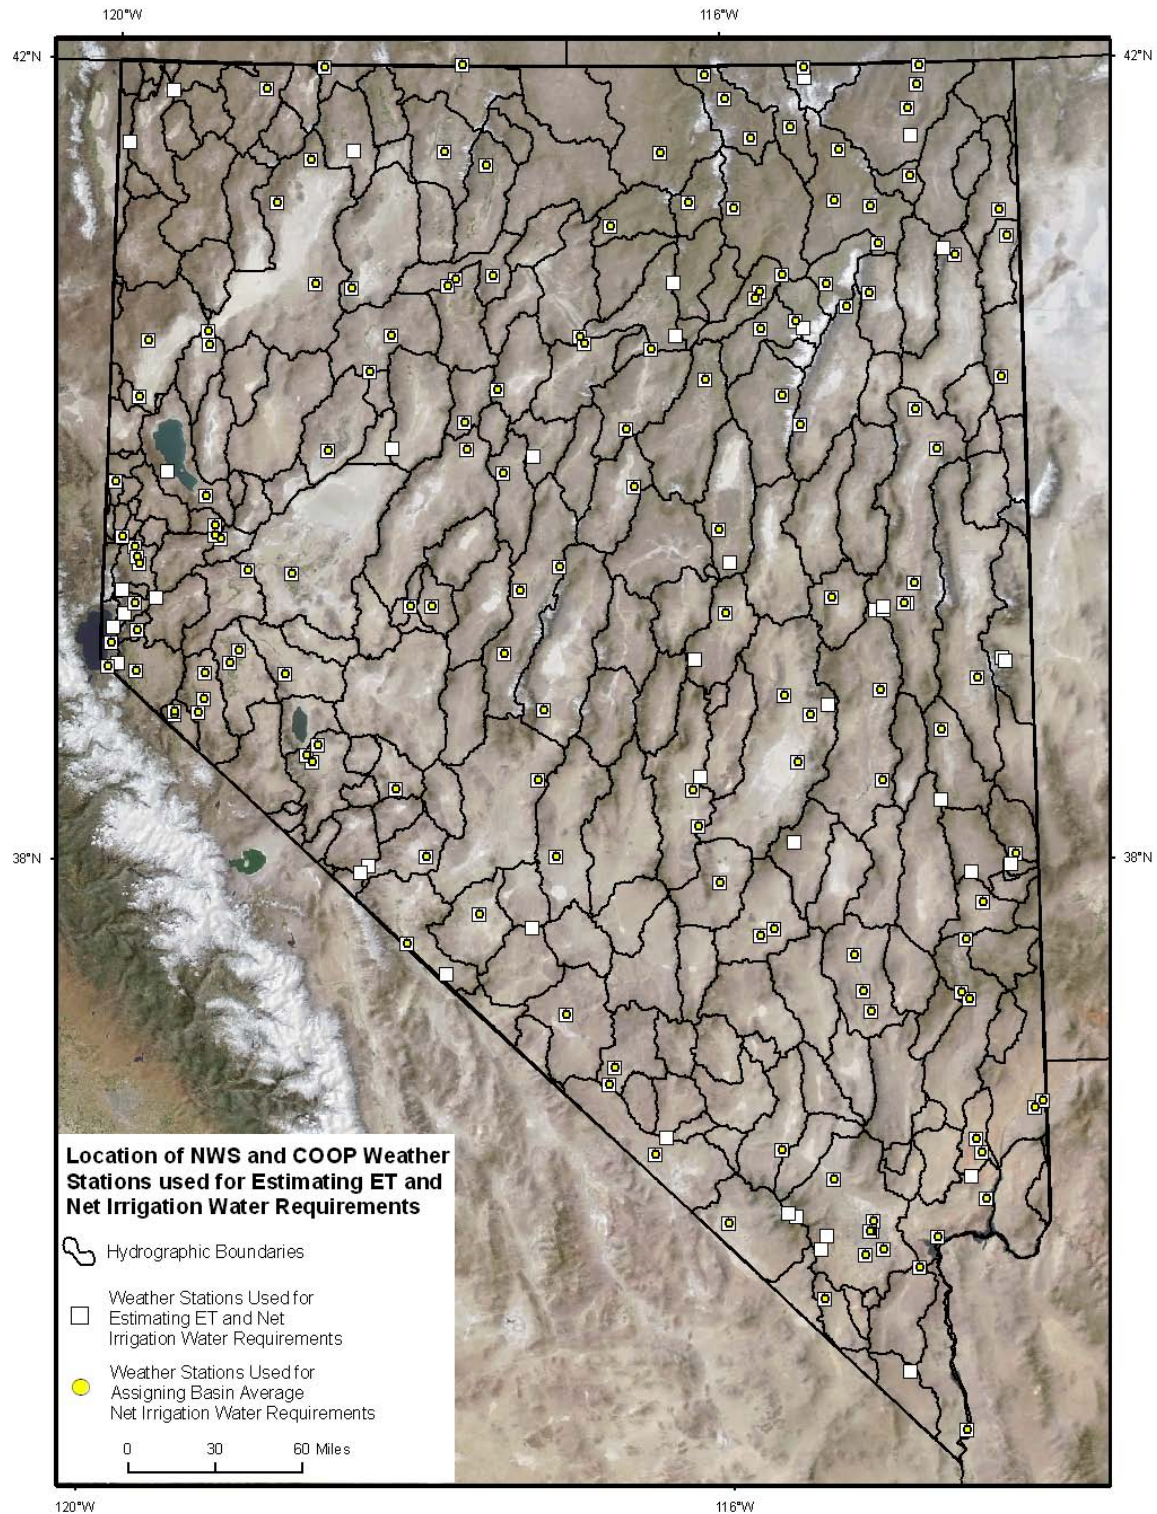 120°W
116°W
42°N
42°N
38°N
38°N
Location of NWS and COOP Weather
Stations used for Estimating ET and
Net Irrigation Water Requirements
Hydrographic Boundaries
Weather Stations Used for
Estimating ET and Net
Irrigation Water Requirements
Weather Stations Used for
Assigning Basin Average
Net Irrigation Water Requirements
0 30 60 Miles
120°W
116°W